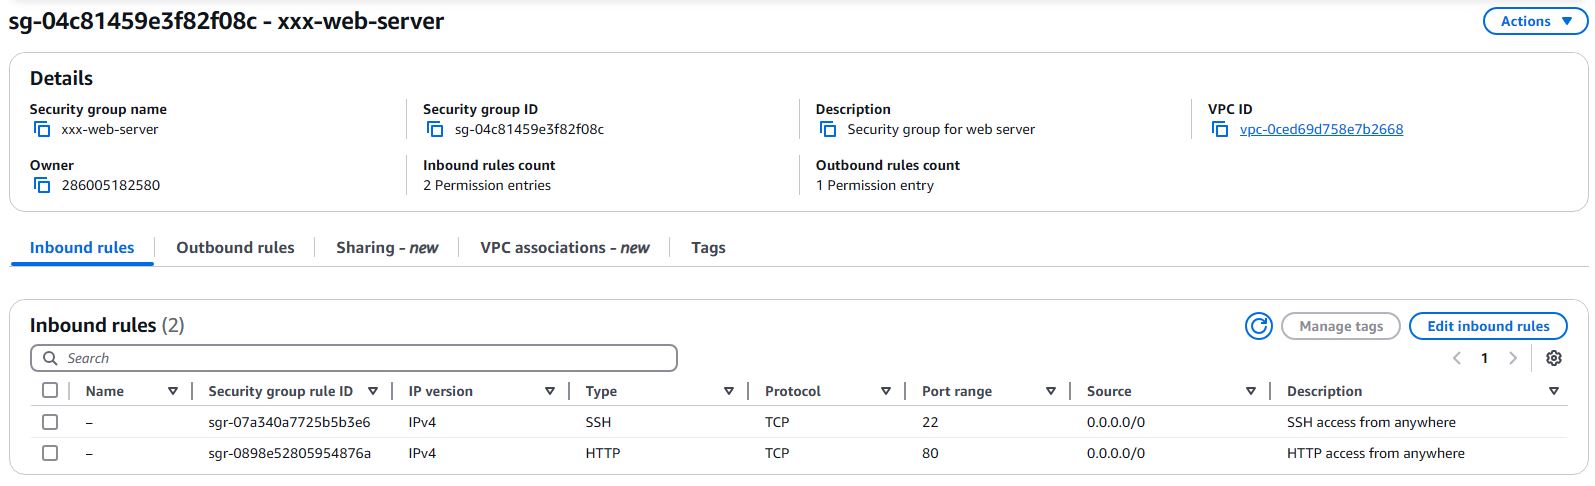 sg-04c81459e3f82f08c - xxx-web-server
Actions
Details
Security group name
xxx-web-server
Security group ID
sg-04c81459e3f82f08c
Description
Security group for web server
VPC ID
vpc-0ced69d758e7b2668
Owner
286005182580
Inbound rules count
2 Permission entries
Outbound rules count
1 Permission entry
Inbound rules Outbound rules Sharing - new VPC associations - new Tags
Inbound rules (2)
Manage tags
Edit inbound rules
Search
1
Name Security group rule ID IP version Type Protocol Port range Source Description
– sgr-07a340a7725b5b3e6 IPv4 SSH TCP 22 0.0.0.0/0 SSH access from anywhere
– sgr-0898e52805954876a IPv4 HTTP TCP 80 0.0.0.0/0 HTTP access from anywhere